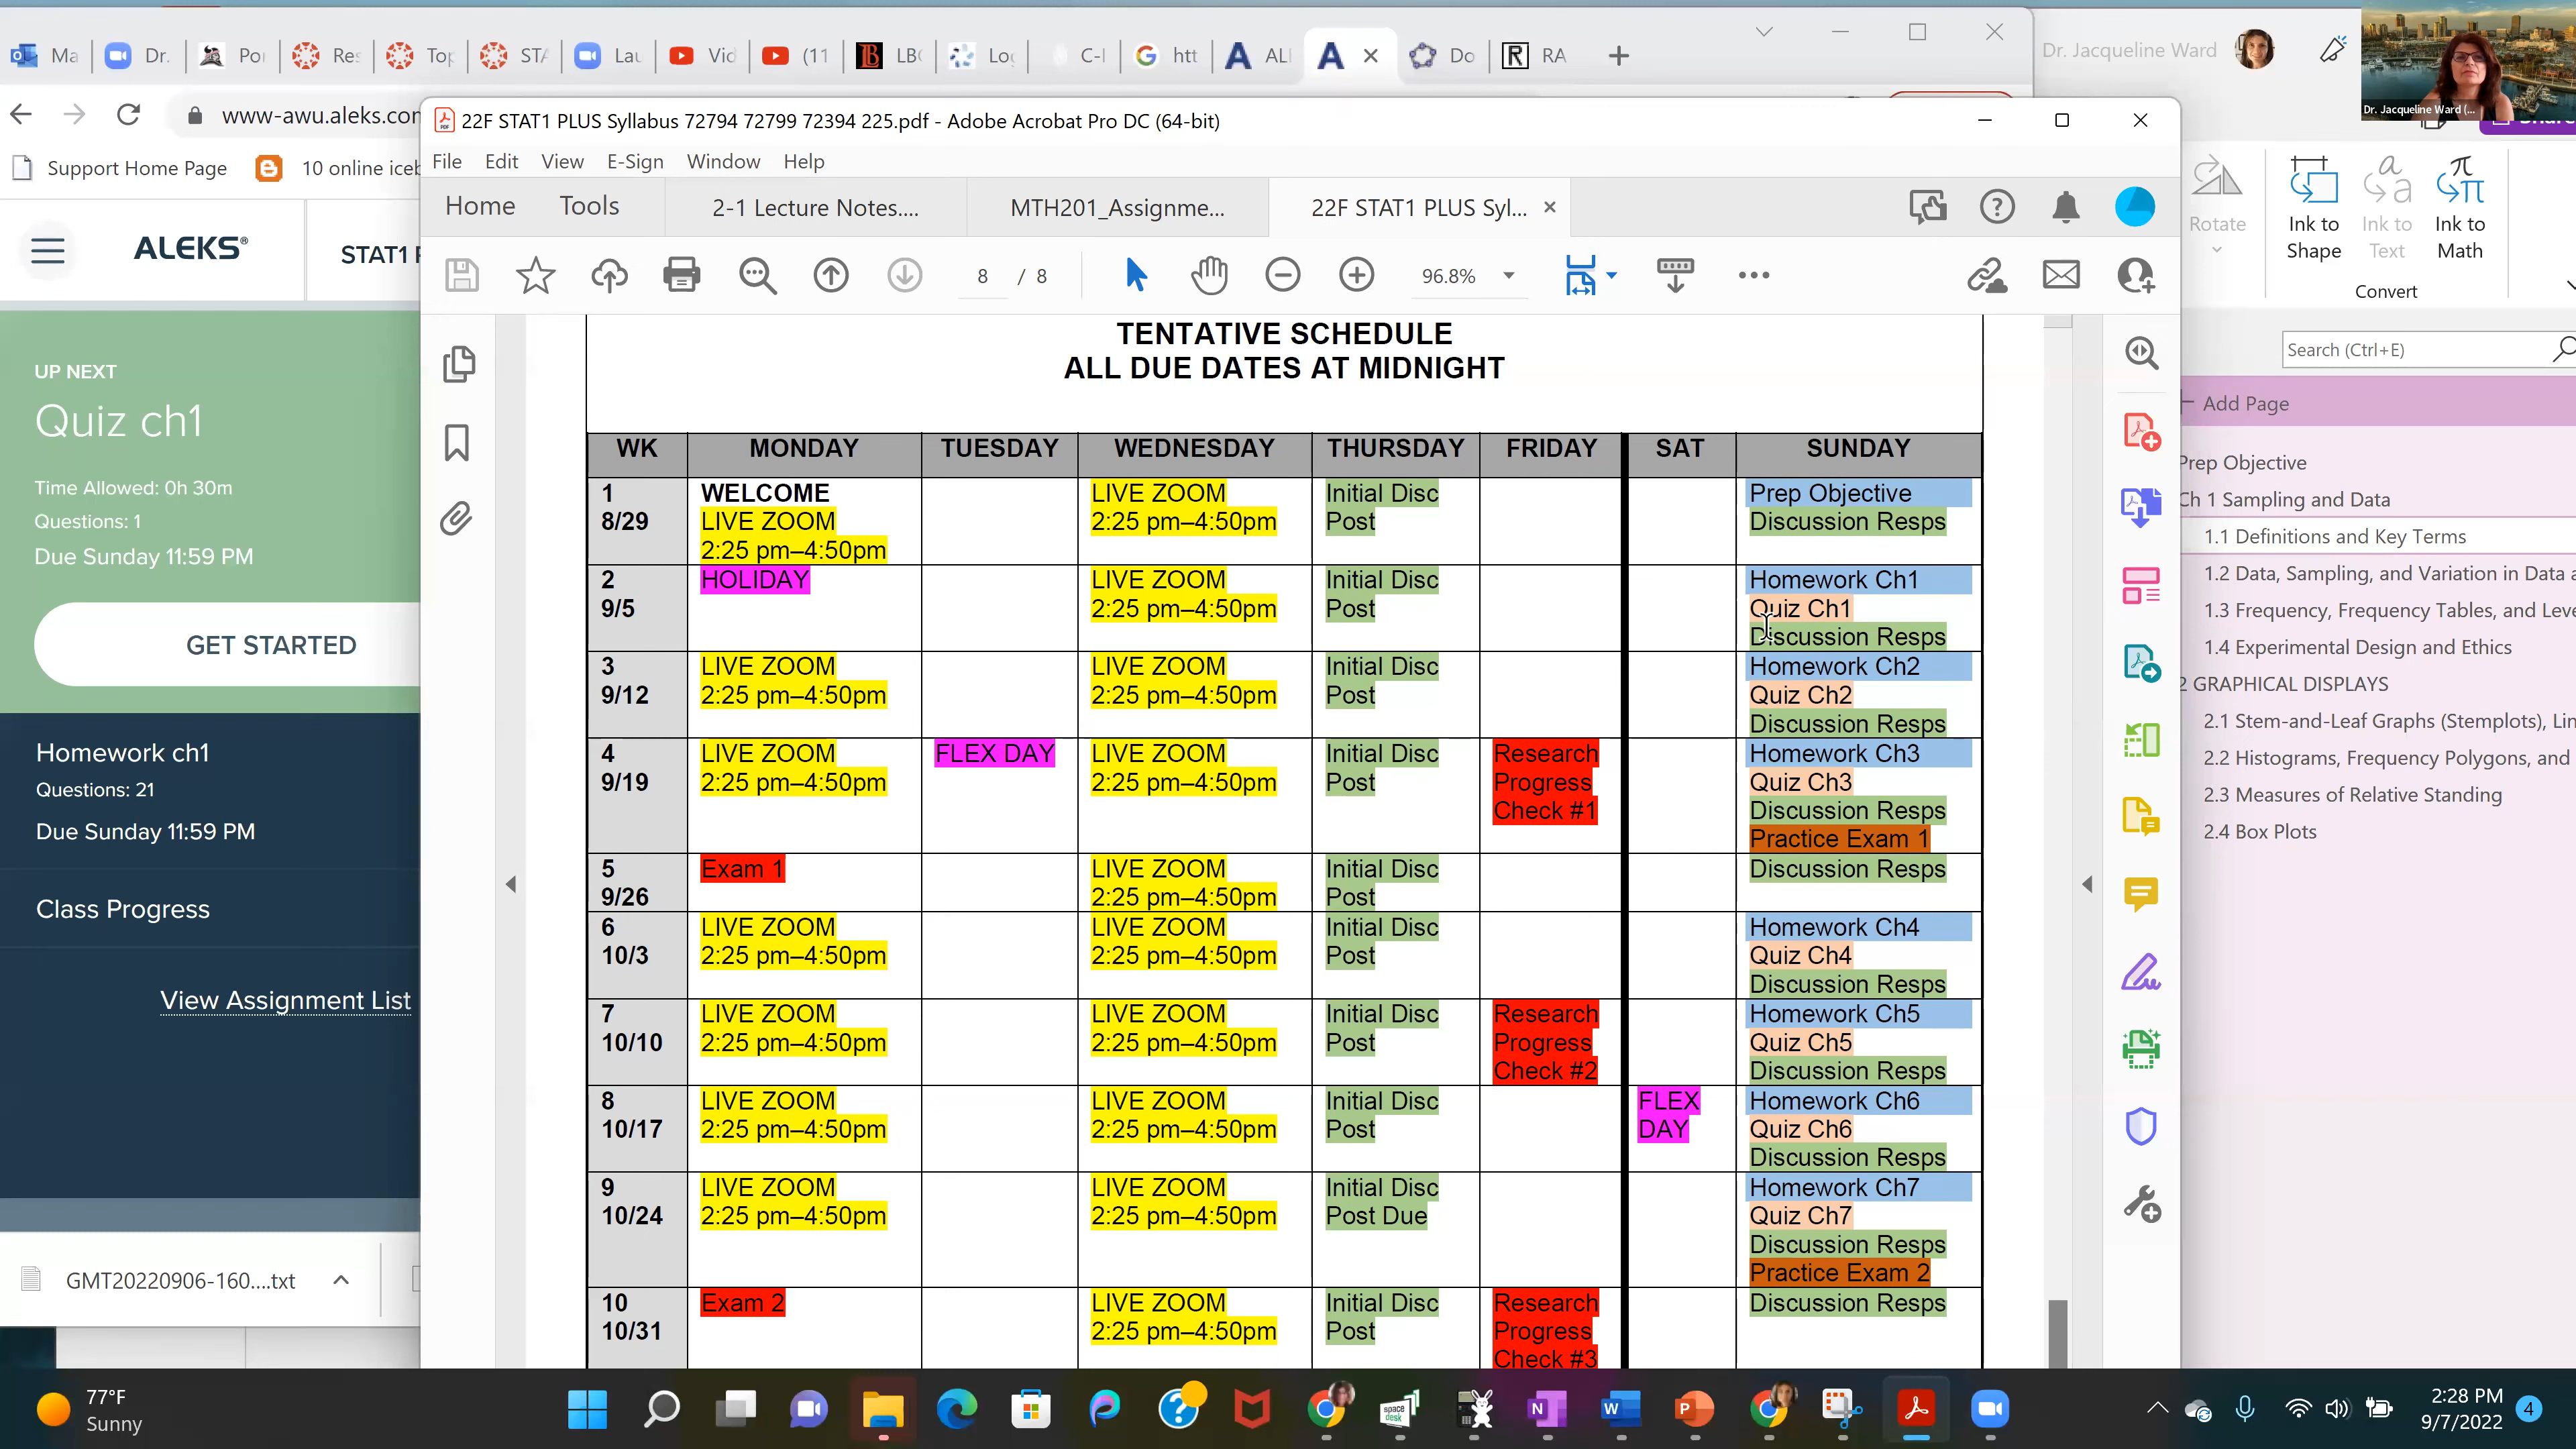 Ma
Dr.
Por
Res
Top
STA
Lau
Vid
(11
LBC
Log
C-I
htt
ALI
Do
RA
Dr. Jacqueline Ward
Dr. Jacqueline Ward (...
www-awu.aleks.com
Support Home Page
10 online iceb
22F STAT1 PLUS Syllabus 72794 72799 72394 225.pdf - Adobe Acrobat Pro DC (64-bit)
File Edit View E-Sign Window Help
Home Tools 2-1 Lecture Notes.... MTH201_Assignme... 22F STAT1 PLUS Syl...
8 / 8 96.8%
Rotate
Ink to Shape
Ink to Text
Ink to Math
Convert
Search (Ctrl+E)
Add Page
Prep Objective
Ch 1 Sampling and Data
1.1 Definitions and Key Terms
1.2 Data, Sampling, and Variation in Data a
1.3 Frequency, Frequency Tables, and Leve
1.4 Experimental Design and Ethics
2 GRAPHICAL DISPLAYS
2.1 Stem-and-Leaf Graphs (Stemplots), Lin
2.2 Histograms, Frequency Polygons, and
2.3 Measures of Relative Standing
2.4 Box Plots
ALEKS®
STAT1 P
UP NEXT
Quiz ch1
Time Allowed: 0h 30m
Questions: 1
Due Sunday 11:59 PM
GET STARTED
Homework ch1
Questions: 21
Due Sunday 11:59 PM
Class Progress
View Assignment List
GMT20220906-160....txt
TENTATIVE SCHEDULE
ALL DUE DATES AT MIDNIGHT
WK MONDAY TUESDAY WEDNESDAY THURSDAY FRIDAY SAT SUNDAY
1 WELCOME LIVE ZOOM Initial Disc Prep Objective
8/29 LIVE ZOOM 2:25 pm–4:50pm Post Discussion Resps
2:25 pm–4:50pm
2 HOLIDAY LIVE ZOOM Initial Disc Homework Ch1
9/5 2:25 pm–4:50pm Post Quiz Ch1
Discussion Resps
3 LIVE ZOOM LIVE ZOOM Initial Disc Homework Ch2
9/12 2:25 pm–4:50pm 2:25 pm–4:50pm Post Quiz Ch2
Discussion Resps
4 LIVE ZOOM FLEX DAY LIVE ZOOM Initial Disc Research Homework Ch3
9/19 2:25 pm–4:50pm 2:25 pm–4:50pm Post Progress Quiz Ch3
Check #1 Discussion Resps
Practice Exam 1
5 Exam 1 LIVE ZOOM Initial Disc Discussion Resps
9/26 2:25 pm–4:50pm Post
6 LIVE ZOOM LIVE ZOOM Initial Disc Homework Ch4
10/3 2:25 pm–4:50pm 2:25 pm–4:50pm Post Quiz Ch4
Discussion Resps
7 LIVE ZOOM LIVE ZOOM Initial Disc Research Homework Ch5
10/10 2:25 pm–4:50pm 2:25 pm–4:50pm Post Progress Quiz Ch5
Check #2 Discussion Resps
8 LIVE ZOOM LIVE ZOOM Initial Disc FLEX Homework Ch6
10/17 2:25 pm–4:50pm 2:25 pm–4:50pm Post DAY Quiz Ch6
Discussion Resps
9 LIVE ZOOM LIVE ZOOM Initial Disc Homework Ch7
10/24 2:25 pm–4:50pm 2:25 pm–4:50pm Post Due Quiz Ch7
Discussion Resps
Practice Exam 2
10 Exam 2 LIVE ZOOM Initial Disc Research Discussion Resps
10/31 2:25 pm–4:50pm Post Progress
Check #3
77°F
Sunny
2:28 PM
9/7/2022
4